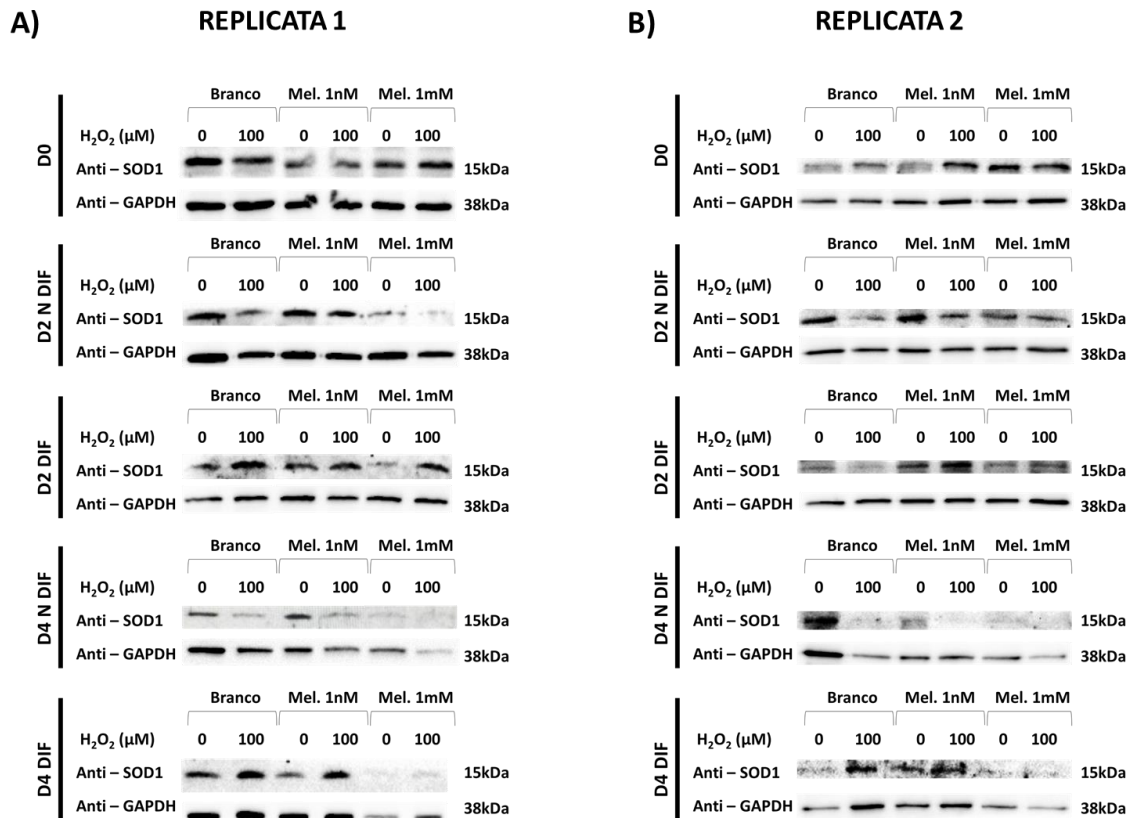 A) REPLICATA 1
D0
Branco Mel. 1nM Mel. 1mM
H₂O₂ (µM) 0 100 0 100 0 100
Anti – SOD1 15kDa
Anti – GAPDH 38kDa
D2 N DIF
Branco Mel. 1nM Mel. 1mM
H₂O₂ (µM) 0 100 0 100 0 100
Anti – SOD1 15kDa
Anti – GAPDH 38kDa
D2 DIF
Branco Mel. 1nM Mel. 1mM
H₂O₂ (µM) 0 100 0 100 0 100
Anti – SOD1 15kDa
Anti – GAPDH 38kDa
D4 N DIF
Branco Mel. 1nM Mel. 1mM
H₂O₂ (µM) 0 100 0 100 0 100
Anti – SOD1 15kDa
Anti – GAPDH 38kDa
D4 DIF
Branco Mel. 1nM Mel. 1mM
H₂O₂ (µM) 0 100 0 100 0 100
Anti – SOD1 15kDa
Anti – GAPDH 38kDa
B) REPLICATA 2
D0
Branco Mel. 1nM Mel. 1mM
H₂O₂ (µM) 0 100 0 100 0 100
Anti – SOD1 15kDa
Anti – GAPDH 38kDa
D2 N DIF
Branco Mel. 1nM Mel. 1mM
H₂O₂ (µM) 0 100 0 100 0 100
Anti – SOD1 15kDa
Anti – GAPDH 38kDa
D2 DIF
Branco Mel. 1nM Mel. 1mM
H₂O₂ (µM) 0 100 0 100 0 100
Anti – SOD1 15kDa
Anti – GAPDH 38kDa
D4 N DIF
Branco Mel. 1nM Mel. 1mM
H₂O₂ (µM) 0 100 0 100 0 100
Anti – SOD1 15kDa
Anti – GAPDH 38kDa
D4 DIF
Branco Mel. 1nM Mel. 1mM
H₂O₂ (µM) 0 100 0 100 0 100
Anti – SOD1 15kDa
Anti – GAPDH 38kDa